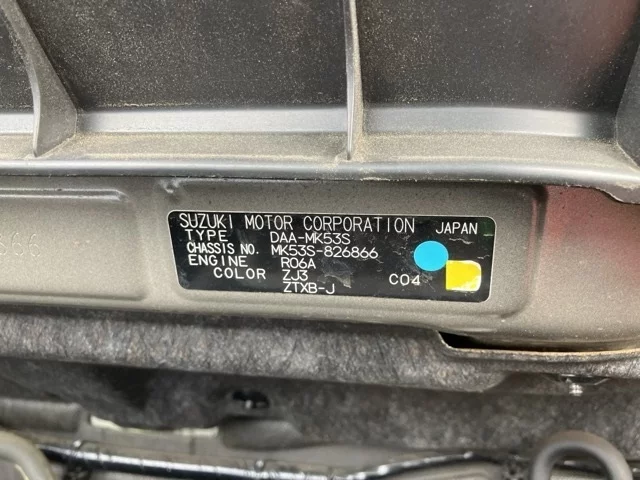 SUZUKI MOTOR CORPORATION JAPAN
TYPE DAA-MK53S
CHASSIS NO. MK53S-826866
ENGINE R06A
COLOR ZJ3 C04
ZTXB-J